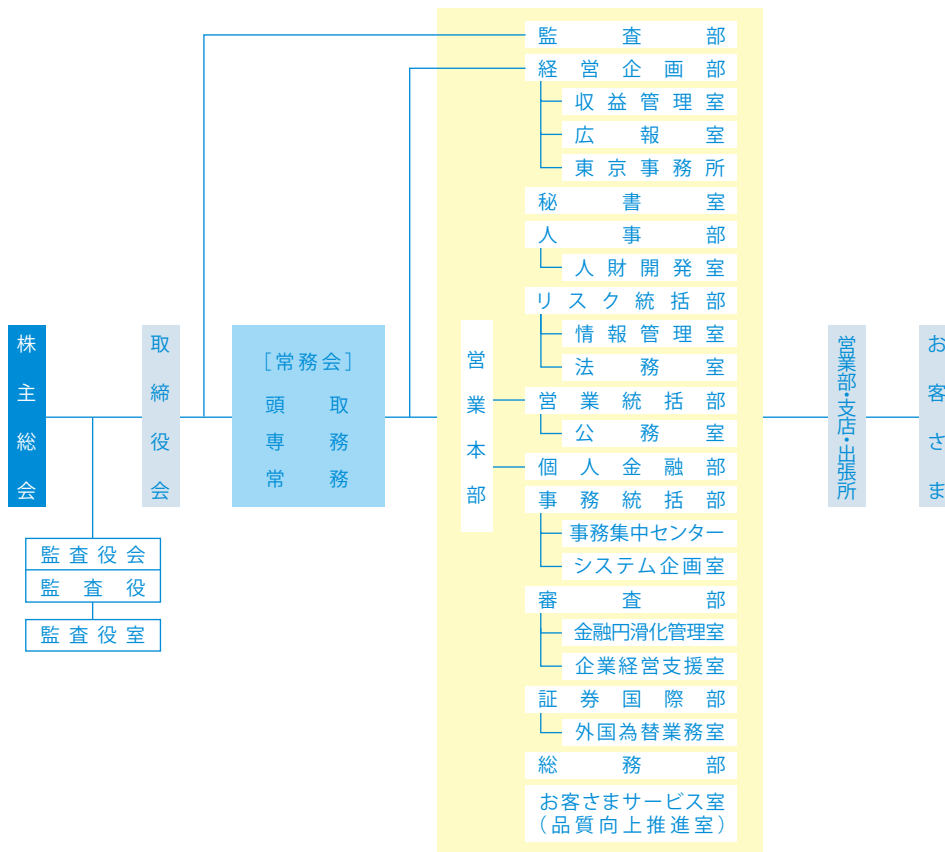 株主総会
監査役会
監査役
監査役室
取締役会
[常務会]
頭取
専務
常務
営業本部
監査部
経営企画部
収益管理室
広報室
東京事務所
秘書室
人事部
人財開発室
リスク統括部
情報管理室
法務室
営業統括部
公務室
個人金融部
事務統括部
事務集中センター
システム企画室
審査部
金融円滑化管理室
企業経営支援室
証券国際部
外国為替業務室
総務部
お客さまサービス室
(品質向上推進室)
営業部・支店・出張所
お客さま